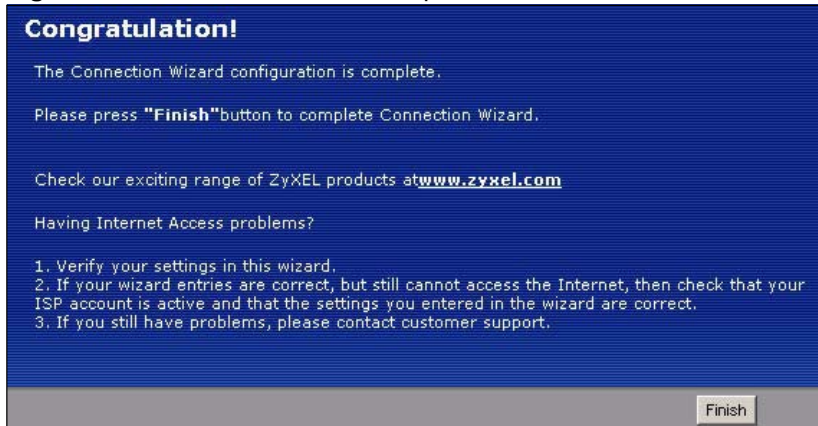 Congratulation!
The Connection Wizard configuration is complete.
Please press "Finish"button to complete Connection Wizard.
Check our exciting range of ZyXEL products atwww.zyxel.com
Having Internet Access problems?
1. Verify your settings in this wizard.
2. If your wizard entries are correct, but still cannot access the Internet, then check that your
ISP account is active and that the settings you entered in the wizard are correct.
3. If you still have problems, please contact customer support.
Finish